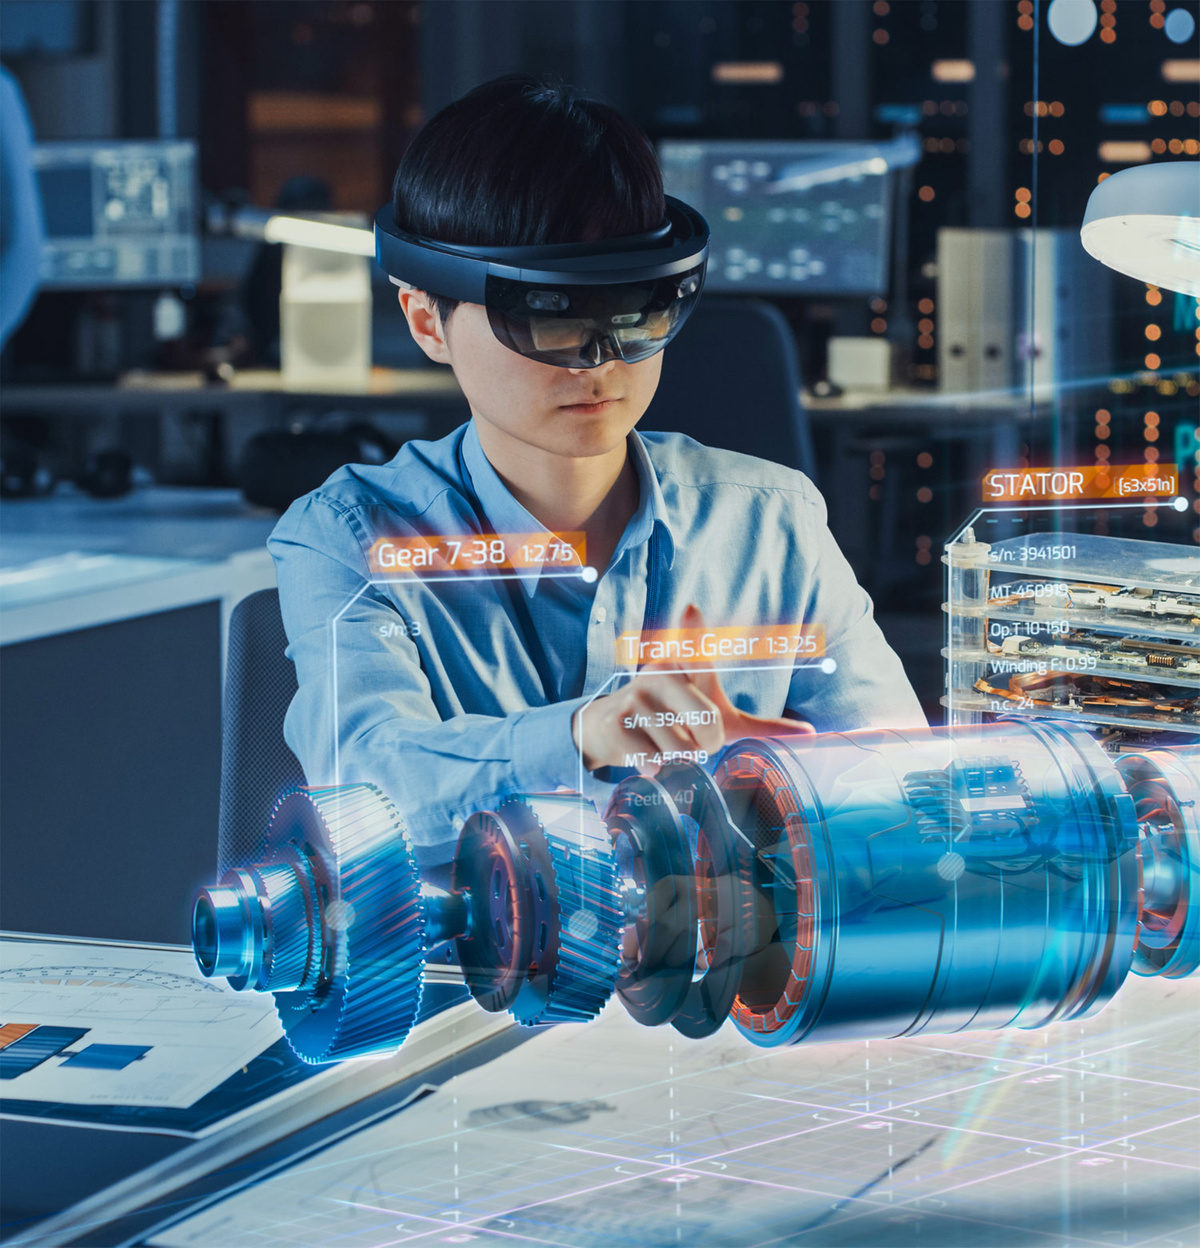 Gear 7-38 1:2.75
s/n: 3
Trans.Gear 1:3.25
s/n: 3941501
MT-450919
Teeth: 40
STATOR [s3x51n]
s/n: 3941501
MT-450919
Op.T 10-150
Winding F: 0.99
n.c. 24